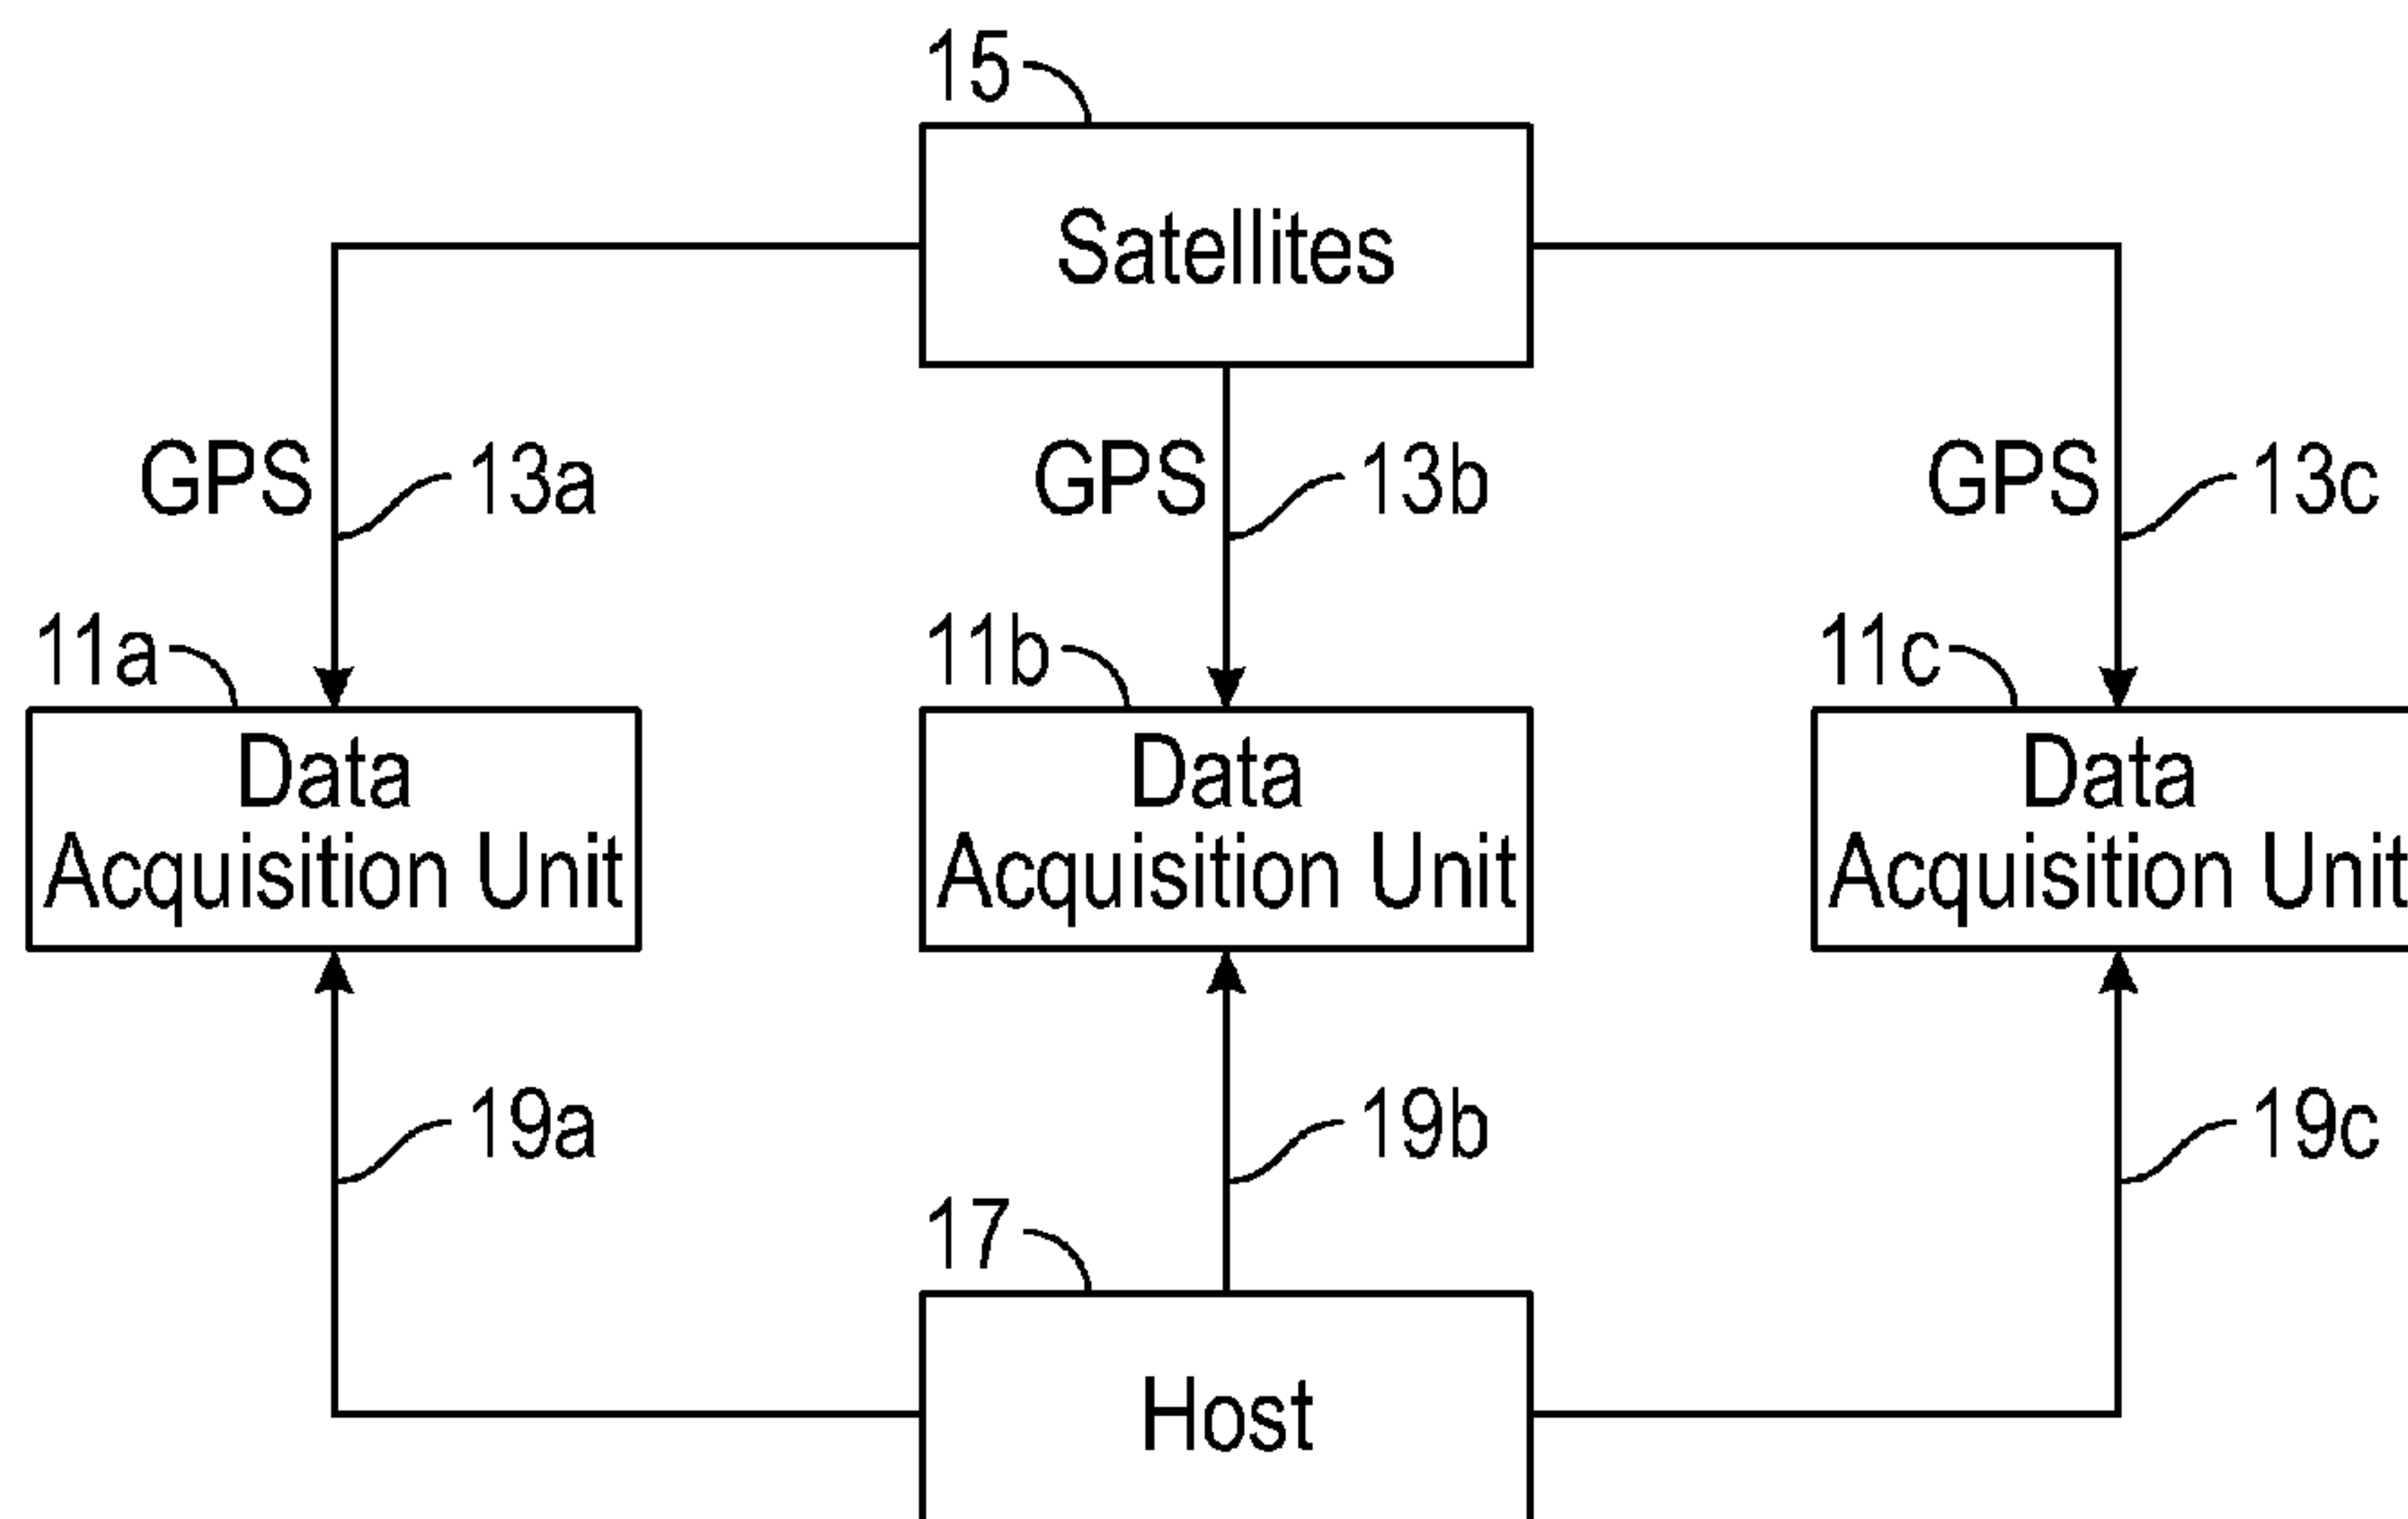 15
Satellites
GPS 13a GPS 13b GPS 13c
11a 11b 11c
Data Data Data
Acquisition Unit Acquisition Unit Acquisition Unit
19a 19b 19c
17
Host